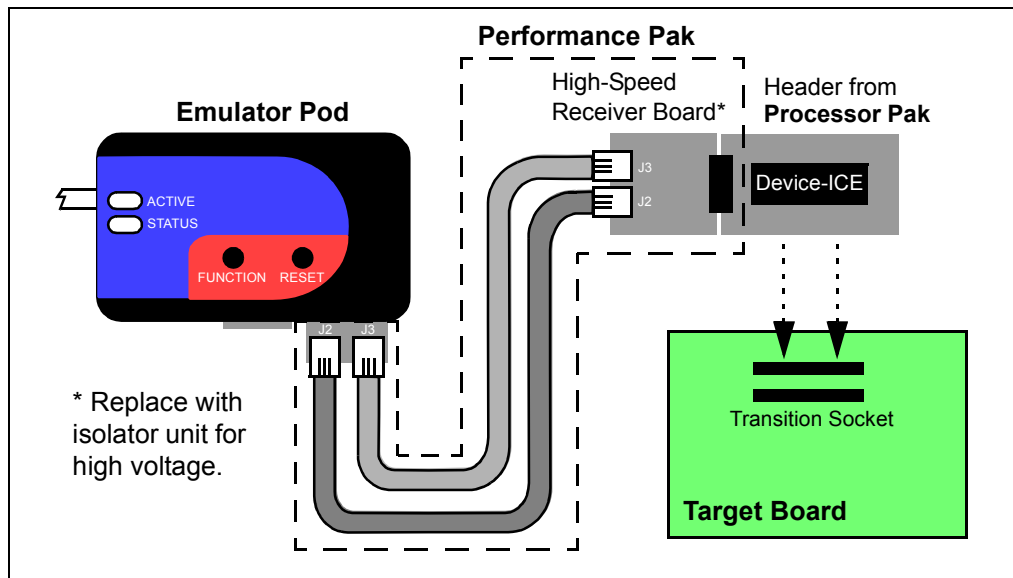 Performance Pak
High-Speed
Receiver Board*
Header from
Processor Pak
Emulator Pod
J3
J2
Device-ICE
ACTIVE
STATUS
FUNCTION RESET
J2 J3
* Replace with
isolator unit for
high voltage.
Transition Socket
Target Board